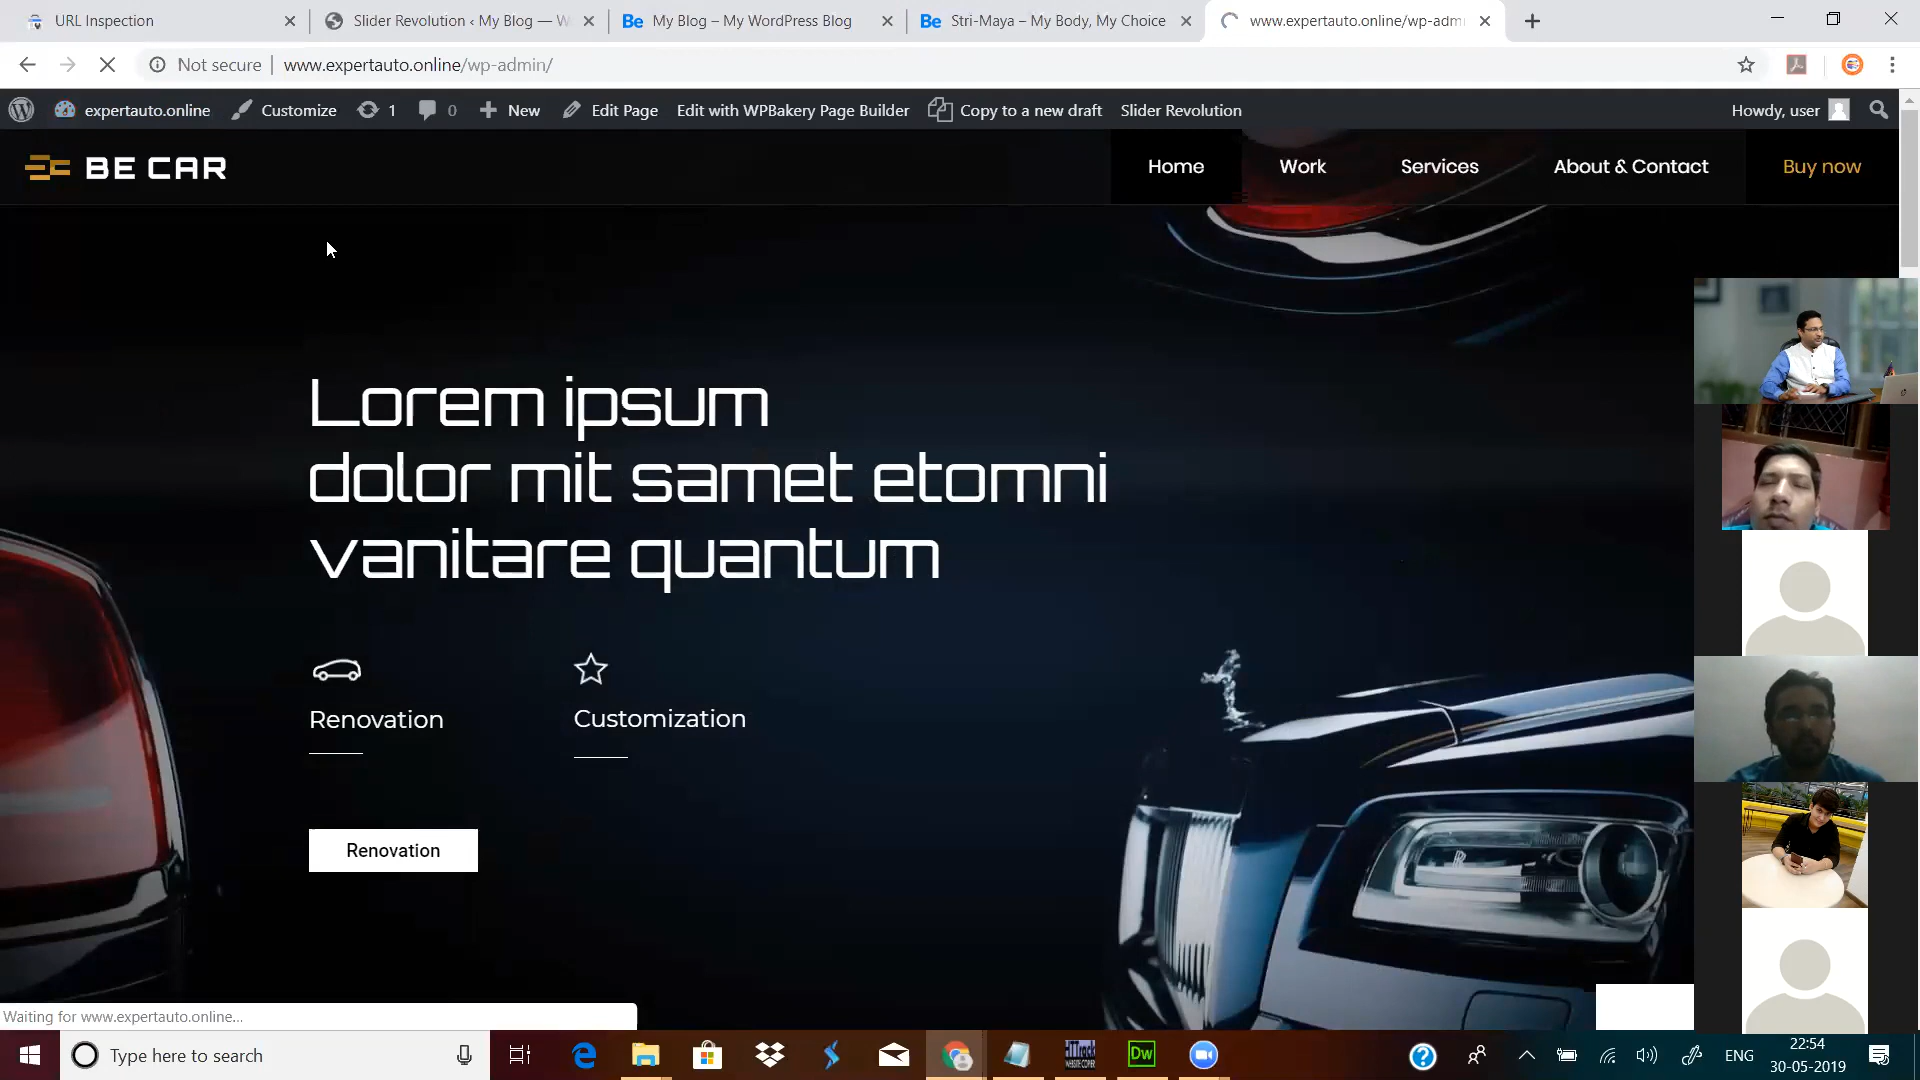 URL Inspection
Slider Revolution ‹ My Blog — W
My Blog – My WordPress Blog
Stri-Maya – My Body, My Choice
www.expertauto.online/wp-adm
Not secure
www.expertauto.online/wp-admin/
expertauto.online
Customize
1
0
New
Edit Page
Edit with WPBakery Page Builder
Copy to a new draft
Slider Revolution
Howdy, user
BE CAR
Home
Work
Services
About & Contact
Buy now
Lorem ipsum
dolor mit samet etomni
vanitare quantum
Renovation
Customization
Renovation
Waiting for www.expertauto.online...
Type here to search
HTTrack
WEBSITE COPIER
Dw
ENG
22:54
30-05-2019